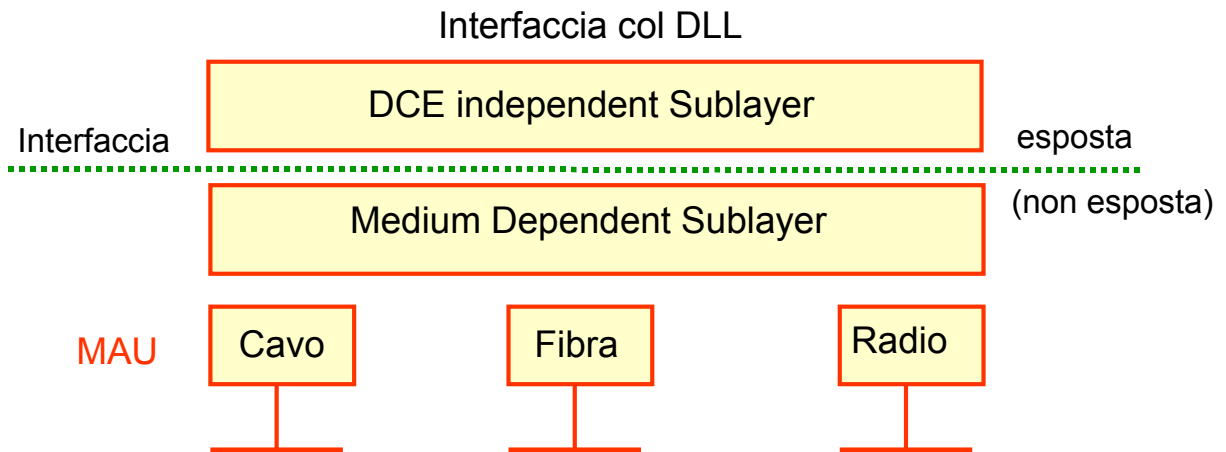 Interfaccia col DLL
DCE independent Sublayer
Interfaccia
esposta
(non esposta)
Medium Dependent Sublayer
MAU
Cavo
Fibra
Radio